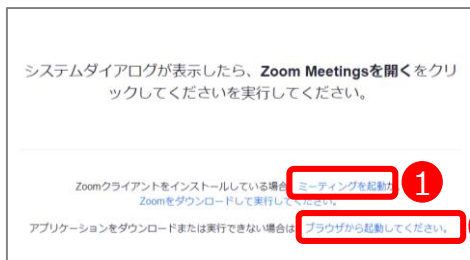 システムダイアログが表示したら、Zoom Meetingsを開くをクリ
ックしてくださいを実行してください。
Zoomクライアントをインストールしている場合 ミーティングを起動か
1
Zoomをダウンロードして実行してください。
アプリケーションをダウンロードまたは実行できない場合は ブラウザから起動してください。